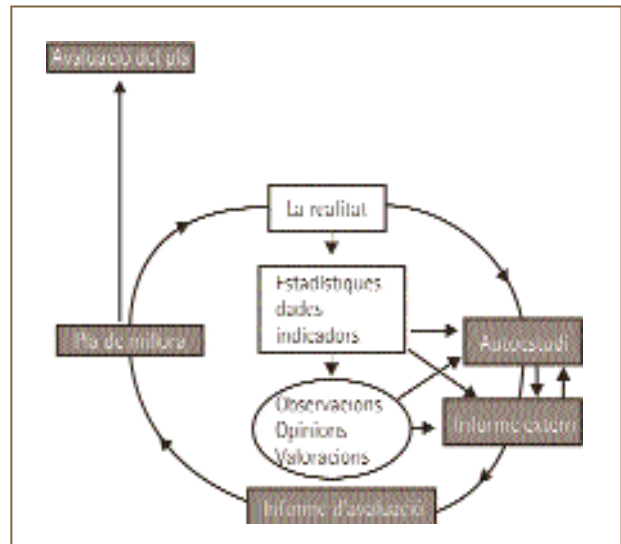 Avaluació del pla
La realitat
Estadístiques
dades
indicadors
Pla de millora
Autoestudi
Observacions
Opinions
Valoracions
Informe extern
Informe d'avaluació